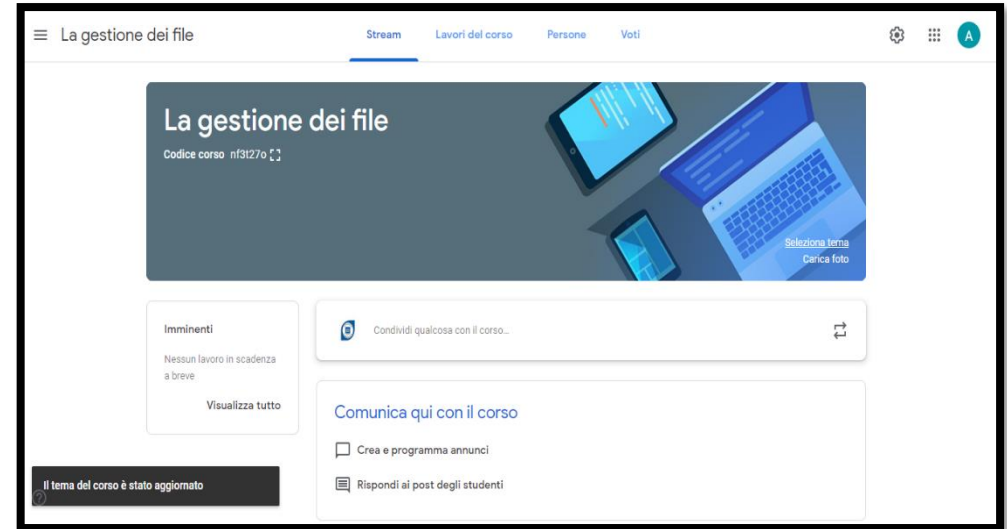 La gestione dei file
Stream Lavori del corso Persone Voti
A
La gestione dei file
Codice corso nf3t27o
Seleziona tema
Carica foto
Imminenti
Nessun lavoro in scadenza
a breve
Visualizza tutto
Condividi qualcosa con il corso...
Comunica qui con il corso
Crea e programma annunci
Rispondi ai post degli studenti
Il tema del corso è stato aggiornato